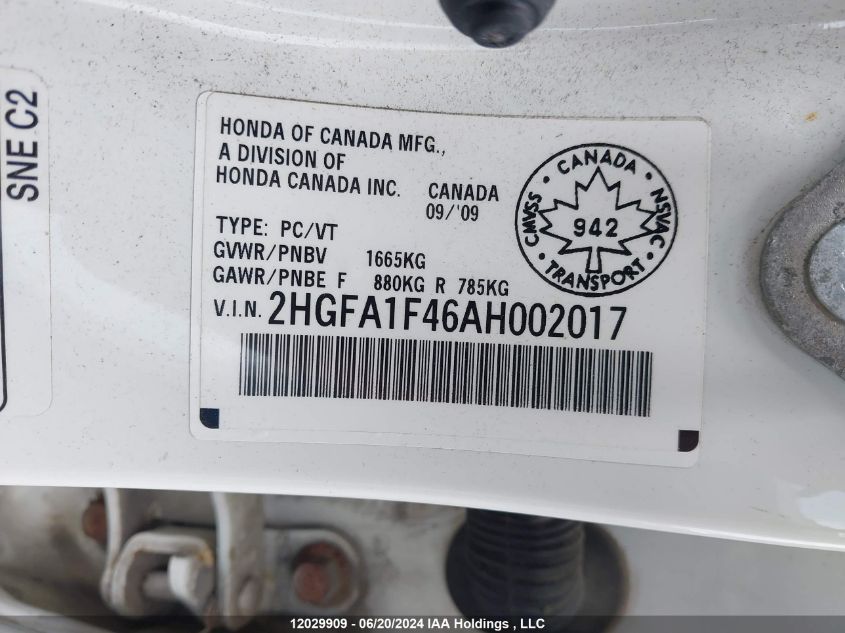 SNE C2
HONDA OF CANADA MFG.,
A DIVISION OF
HONDA CANADA INC. CANADA
09/'09
TYPE: PC/VT
GVWR/PNBV 1665KG
GAWR/PNBE F 880KG R 785KG
V.I.N. 2HGFA1F46AH002017
CANADA
CMVSS 942 NSVAC
TRANSPORT
12029909 - 06/20/2024 IAA Holdings , LLC